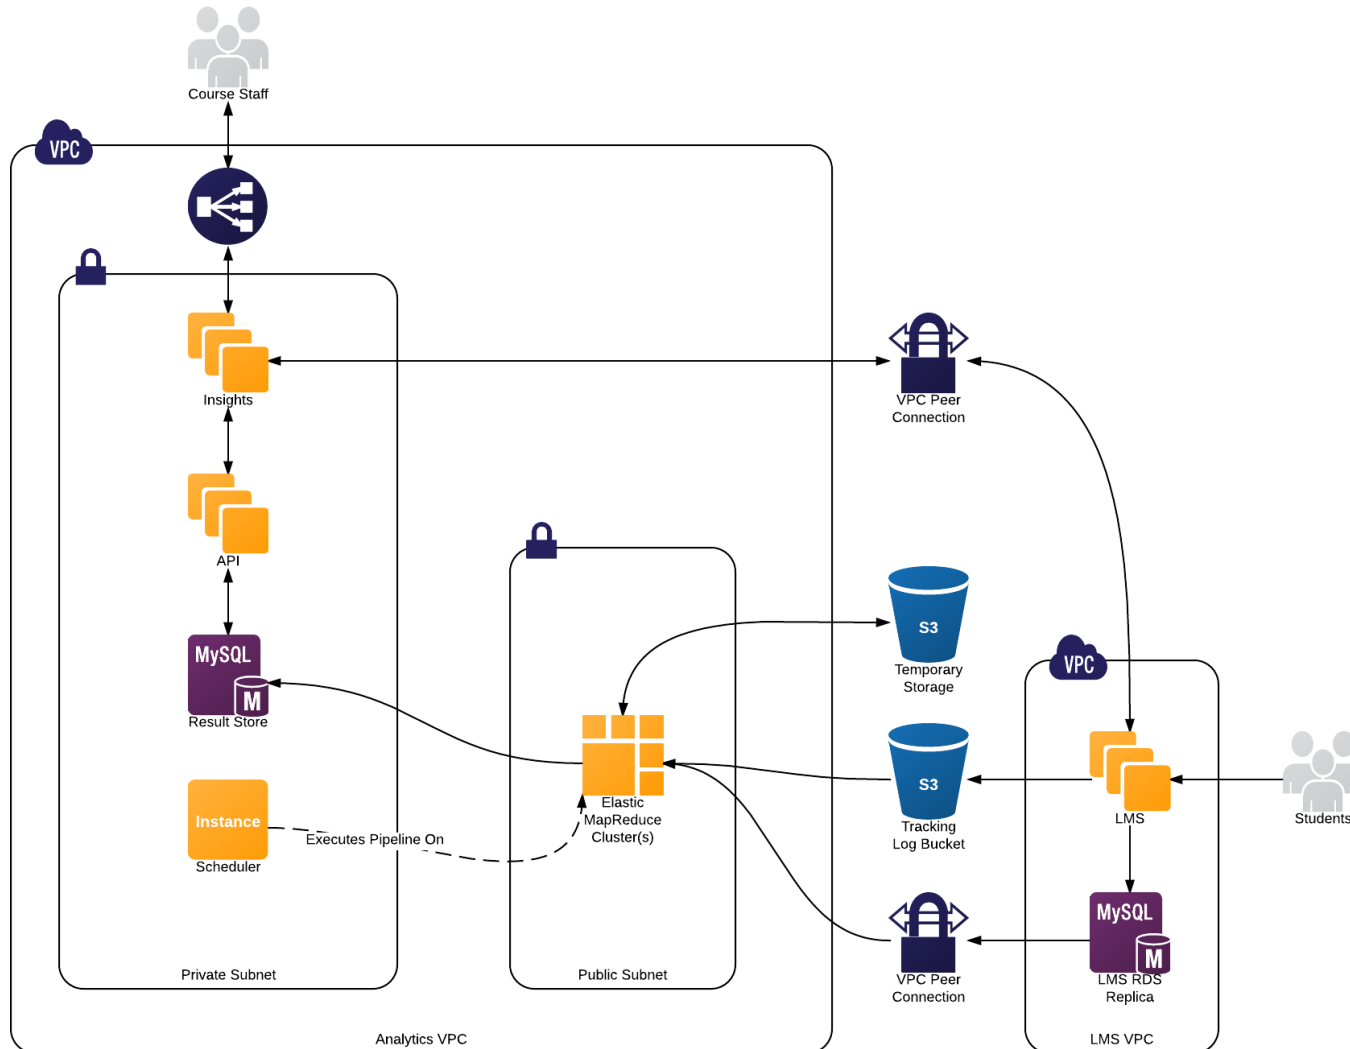 Course Staff
VPC
Insights
VPC Peer
Connection
API
S3
Temporary
Storage
MySQL
M
Result Store
VPC
S3
Tracking
Log Bucket
LMS
Students
Instance
Scheduler
Executes Pipeline On
Elastic
MapReduce
Cluster(s)
MySQL
M
LMS RDS
Replica
VPC Peer
Connection
Private Subnet
Public Subnet
Analytics VPC
LMS VPC